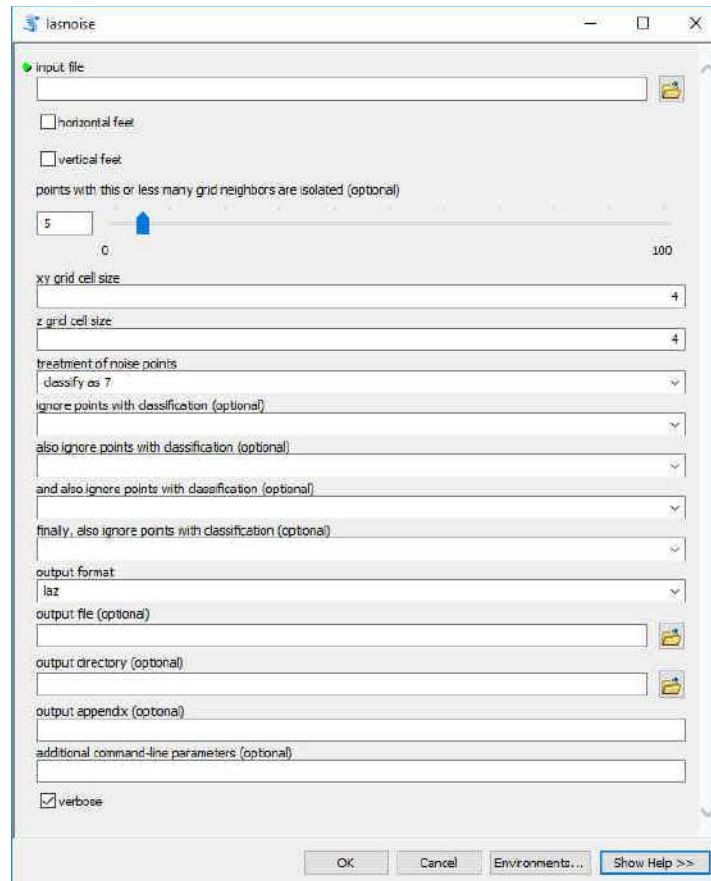 lasnoise
input file
horizontal feet
vertical feet
points with this or less many grid neighbors are isolated (optional)
5
0 100
xy grid cell size
4
z grid cell size
4
treatment of noise points
classify as 7
ignore points with classification (optional)
also ignore points with classification (optional)
and also ignore points with classification (optional)
finally, also ignore points with classification (optional)
output format
laz
output file (optional)
output directory (optional)
output appendix (optional)
additional command-line parameters (optional)
verbose
OK Cancel Environments... Show Help >>